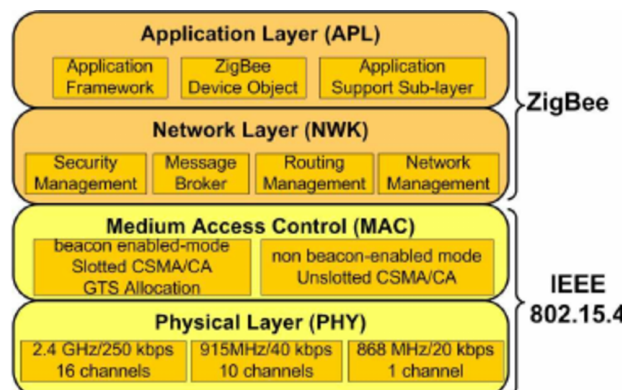 Application Layer (APL)
Application
Framework
ZigBee
Device Object
Application
Support Sub-layer
ZigBee
Network Layer (NWK)
Security
Management
Message
Broker
Routing
Management
Network
Management
Medium Access Control (MAC)
beacon enabled-mode
Slotted CSMA/CA
GTS Allocation
non beacon-enabled mode
Unslotted CSMA/CA
IEEE
802.15.4
Physical Layer (PHY)
2.4 GHz/250 kbps
16 channels
915MHz/40 kbps
10 channels
868 MHz/20 kbps
1 channel